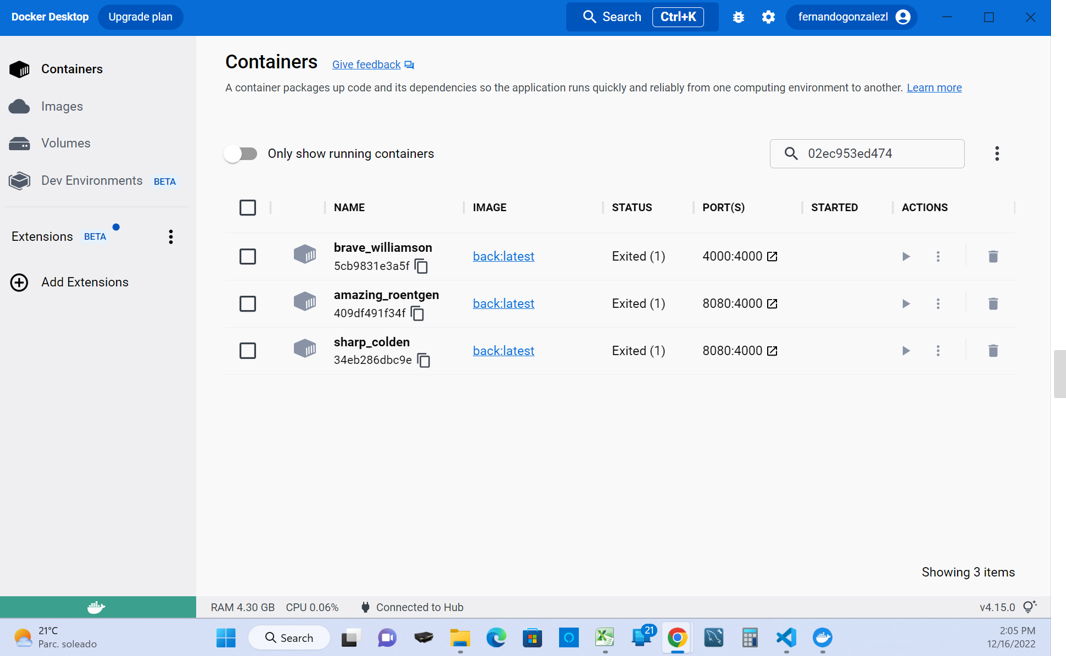 Docker Desktop Upgrade plan Search Ctrl+K fernandogonzalezl
Containers
Images
Volumes
Dev Environments BETA
Extensions BETA
Add Extensions
Containers Give feedback
A container packages up code and its dependencies so the application runs quickly and reliably from one computing environment to another. Learn more
Only show running containers 02ec953ed474
NAME IMAGE STATUS PORT(S) STARTED ACTIONS
brave_williamson
5cb9831e3a5f back:latest Exited (1) 4000:4000
amazing_roentgen
409df491f34f back:latest Exited (1) 8080:4000
sharp_colden
34eb286dbc9e back:latest Exited (1) 8080:4000
Showing 3 items
RAM 4.30 GB CPU 0.06% Connected to Hub v4.15.0
21°C
Parc. soleado
Search
21
2:05 PM
12/16/2022